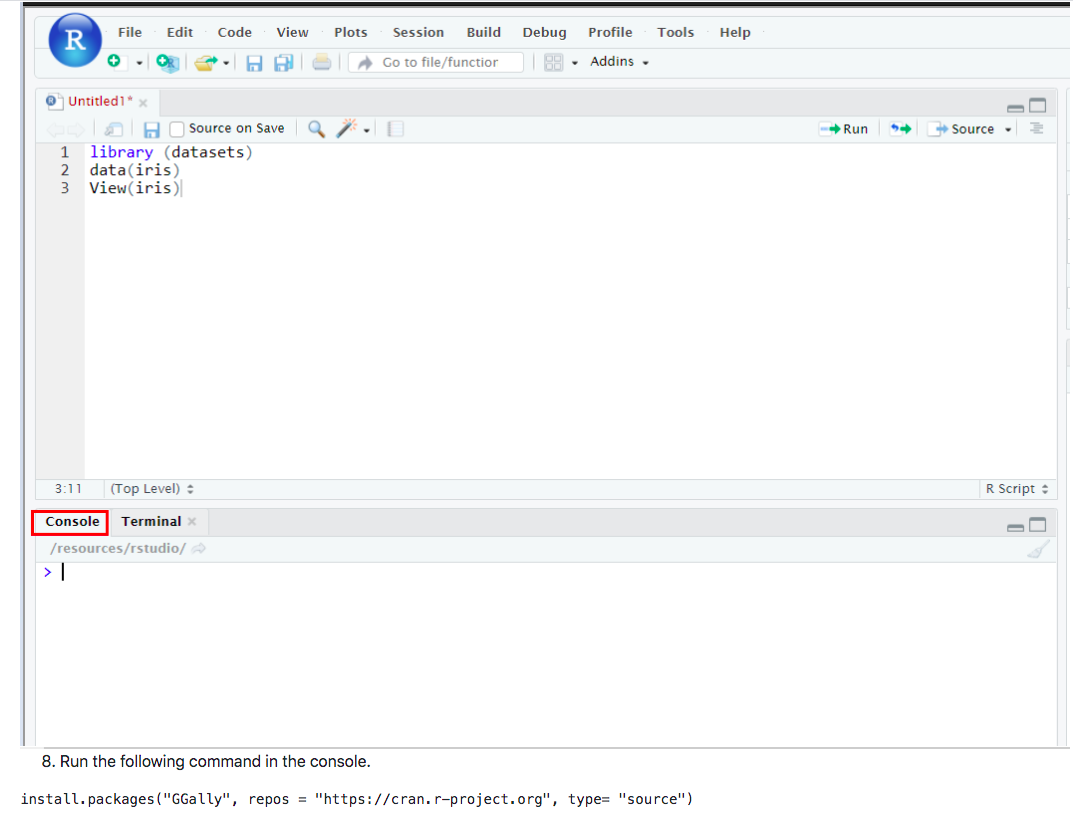 R File Edit Code View Plots Session Build Debug Profile Tools Help
Go to file/functior Addins
Untitled1*
Source on Save Run Source
1 library (datasets)
2 data(iris)
3 View(iris)
3:11 (Top Level) R Script
Console Terminal
/resources/rstudio/
>
8. Run the following command in the console.
install.packages("GGally", repos = "https://cran.r-project.org", type= "source")